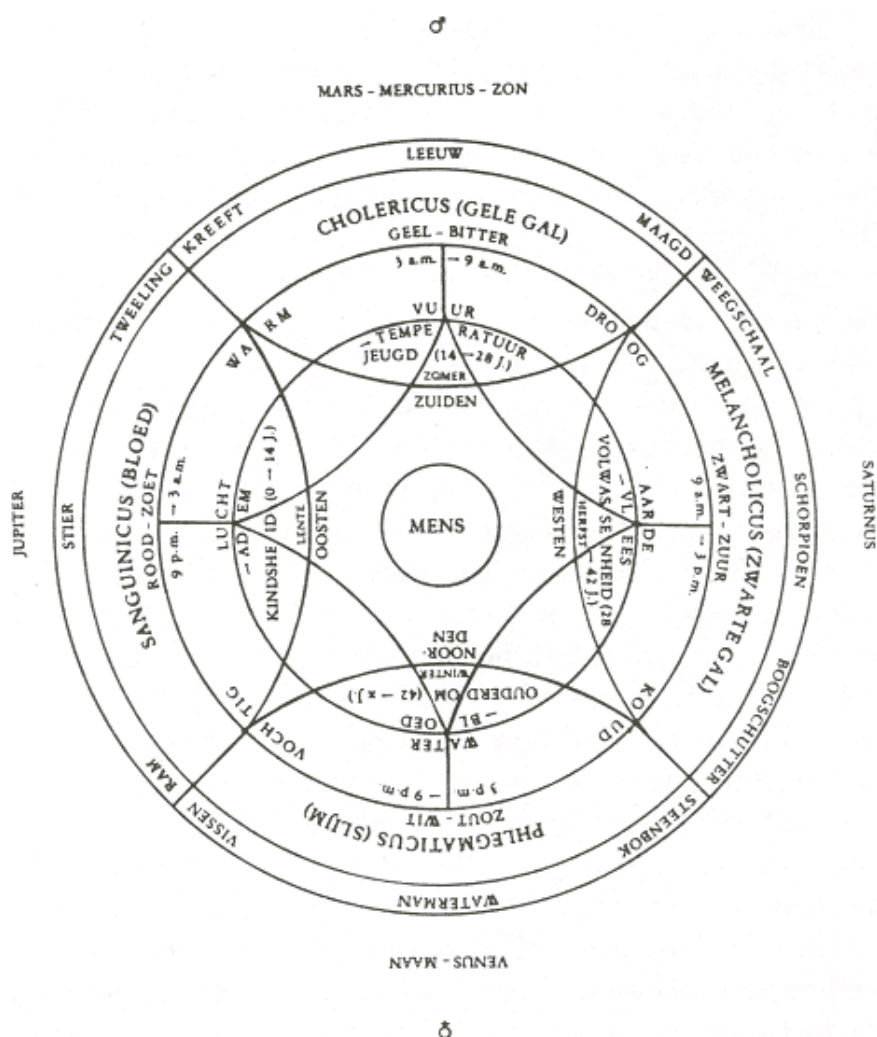 ♂
MARS - MERCURIUS - ZON
LEEUW
KREEFT
MAAGD
TWEELING
WEEGSCHAAL
CHOLERICUS (GELE GAL)
GEEL - BITTER
3 a.m. → 9 a.m.
WARM
VUUR
DROOG
– TEMPERATUUR
JEUGD (14 – 28 J.)
ZOMER
ZUIDEN
JUPITER
STIER
SANGUINICUS (BLOED)
ROOD - ZOET
9 p.m. → 3 a.m.
LUCHT
– ADEM
KINDSHEID (0 – 14 J.)
LENTE
OOSTEN
MENS
WESTEN
HERFST
VOLWASSENHEID (28 – 42 J.)
– VLEES
AARDE
9 a.m. → 3 p.m.
ZWART - ZUUR
MELANCHOLICUS (ZWARTE GAL)
SCHORPIOEN
SATURNUS
NOOR-
DEN
WINTER
OUDERDOM (42 – x J.)
– BLOED
WATER
VOCHTIG
KOUD
3 p.m. → 9 p.m.
ZOUT - WIT
PHLEGMATICUS (SLIJM)
RAM
BOOGSCHUTTER
VISSEN
STEENBOK
WATERMAN
VENUS - MAAN
♁